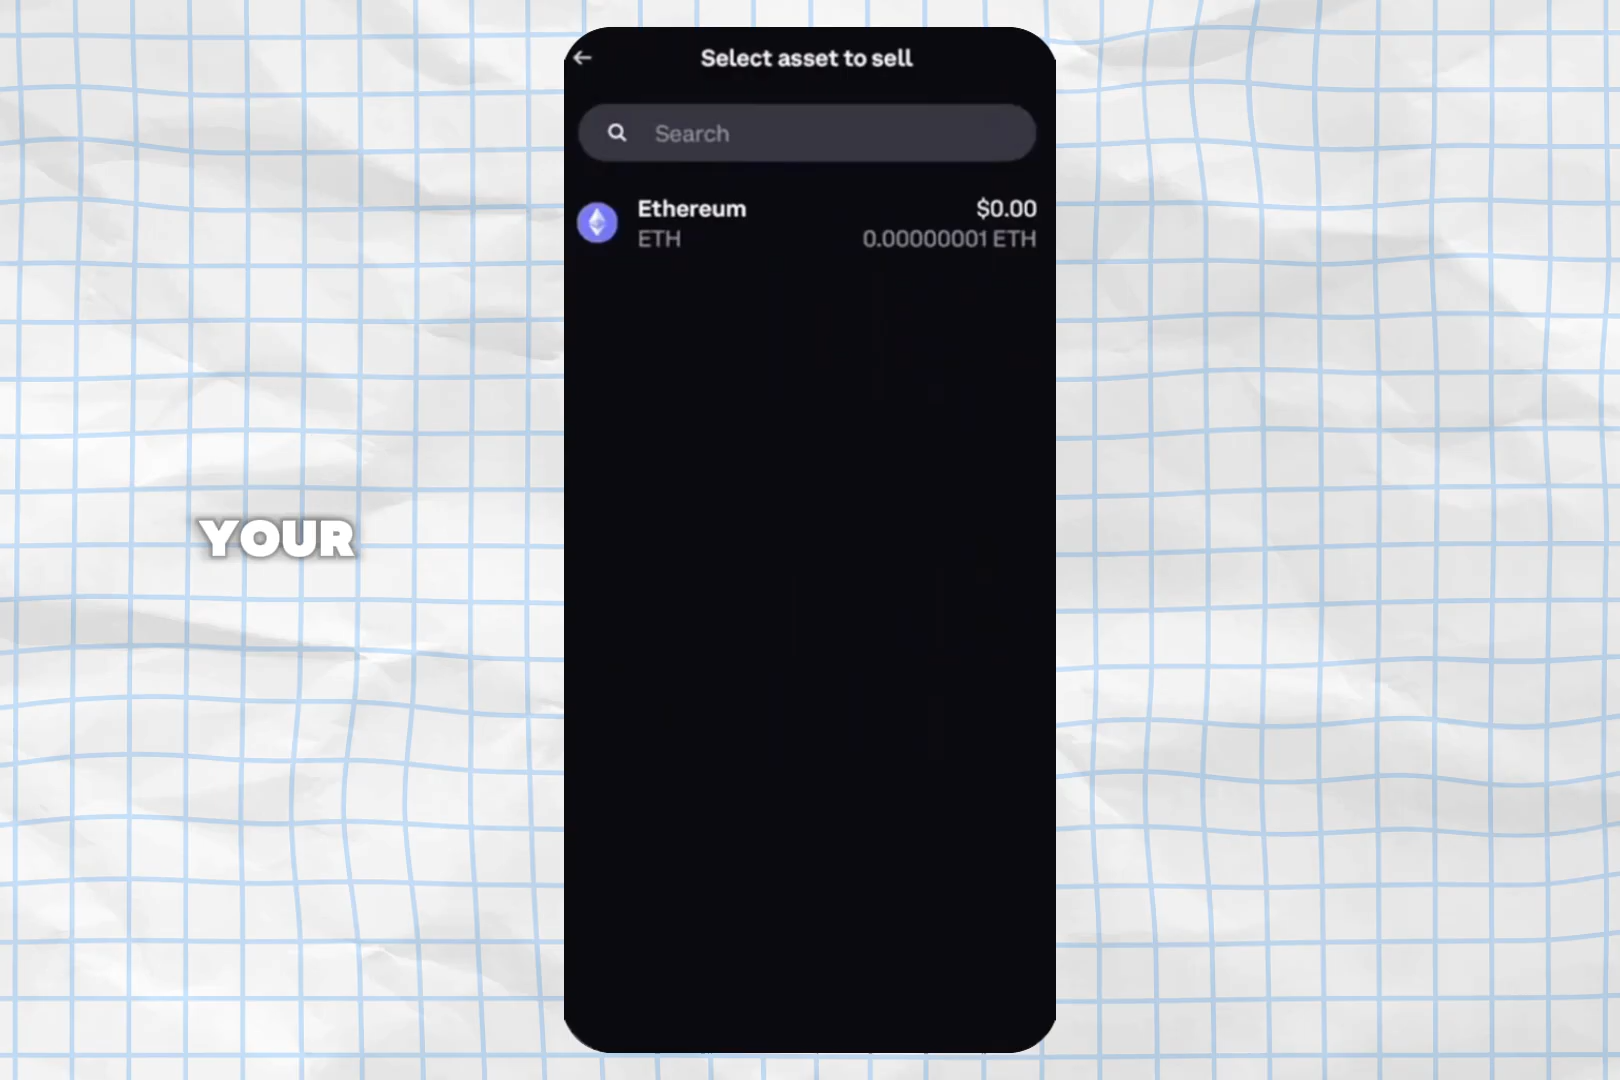 Select asset to sell
Search
Ethereum $0.00
ETH 0.00000001 ETH
YOUR